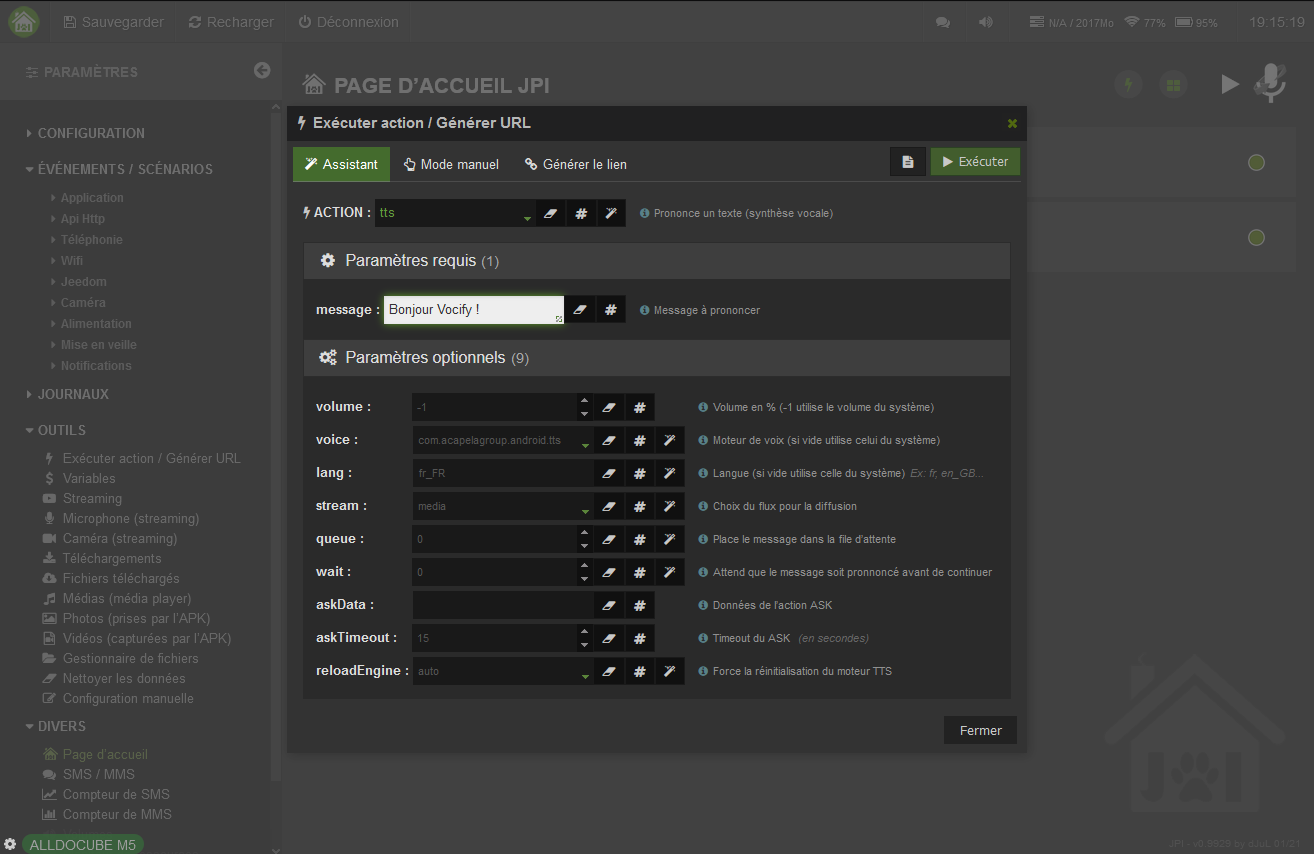 Sauvegarder Recharger Déconnexion N/A / 2017Mo 77% 95% 19:15:19
PARAMÈTRES
PAGE D'ACCUEIL JPI
CONFIGURATION
ÉVÉNEMENTS / SCÉNARIOS
Application
Api Http
Téléphonie
Wifi
Jeedom
Caméra
Alimentation
Mise en veille
Notifications
JOURNAUX
OUTILS
Exécuter action / Générer URL
Variables
Streaming
Microphone (streaming)
Caméra (streaming)
Téléchargements
Fichiers téléchargés
Médias (média player)
Photos (prises par l'APK)
Vidéos (capturées par l'APK)
Gestionnaire de fichiers
Nettoyer les données
Configuration manuelle
DIVERS
Page d'accueil
SMS / MMS
Compteur de SMS
Compteur de MMS
ALLDOCUBE M5
Exécuter action / Générer URL
Assistant Mode manuel Générer le lien Exécuter
ACTION : tts # Prononce un texte (synthèse vocale)
Paramètres requis (1)
message : Bonjour Vocify ! # Message à prononcer
Paramètres optionnels (9)
volume : -1 # Volume en % (-1 utilise le volume du système)
voice : com.acapelagroup.android.tts # Moteur de voix (si vide utilise celui du système)
lang : fr_FR # Langue (si vide utilise celle du système) Ex: fr, en_GB...
stream : media # Choix du flux pour la diffusion
queue : 0 # Place le message dans la file d'attente
wait : 0 # Attend que le message soit pronnoncé avant de continuer
askData : # Données de l'action ASK
askTimeout : 15 # Timeout du ASK (en secondes)
reloadEngine : auto # Force la réinitialisation du moteur TTS
Fermer
JPI
JPI - v0.9929 by dJuL 01/21